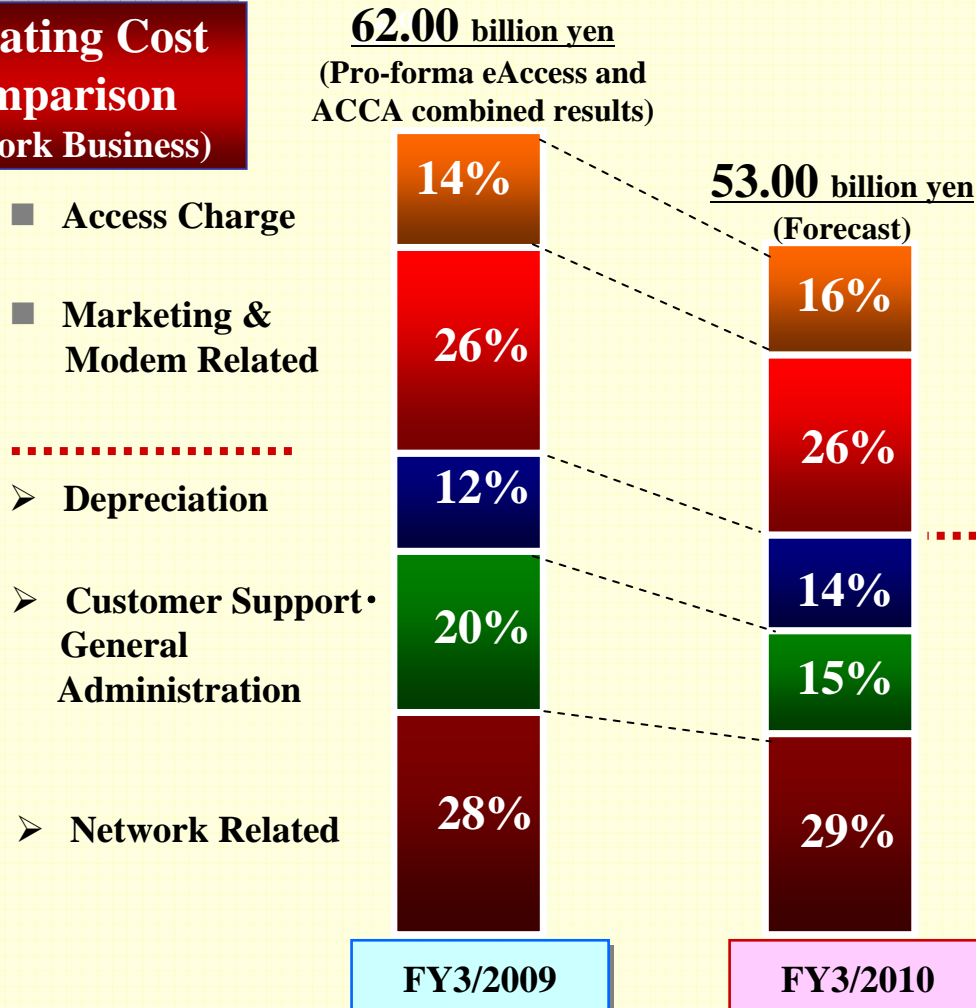 ating Cost
mparison
ork Business)
62.00 billion yen
(Pro-forma eAccess and
ACCA combined results)
53.00 billion yen
(Forecast)
■ Access Charge
■ Marketing &
Modem Related
➢ Depreciation
➢ Customer Support・
General
Administration
➢ Network Related
14%
26%
12%
20%
28%
16%
26%
14%
15%
29%
FY3/2009
FY3/2010